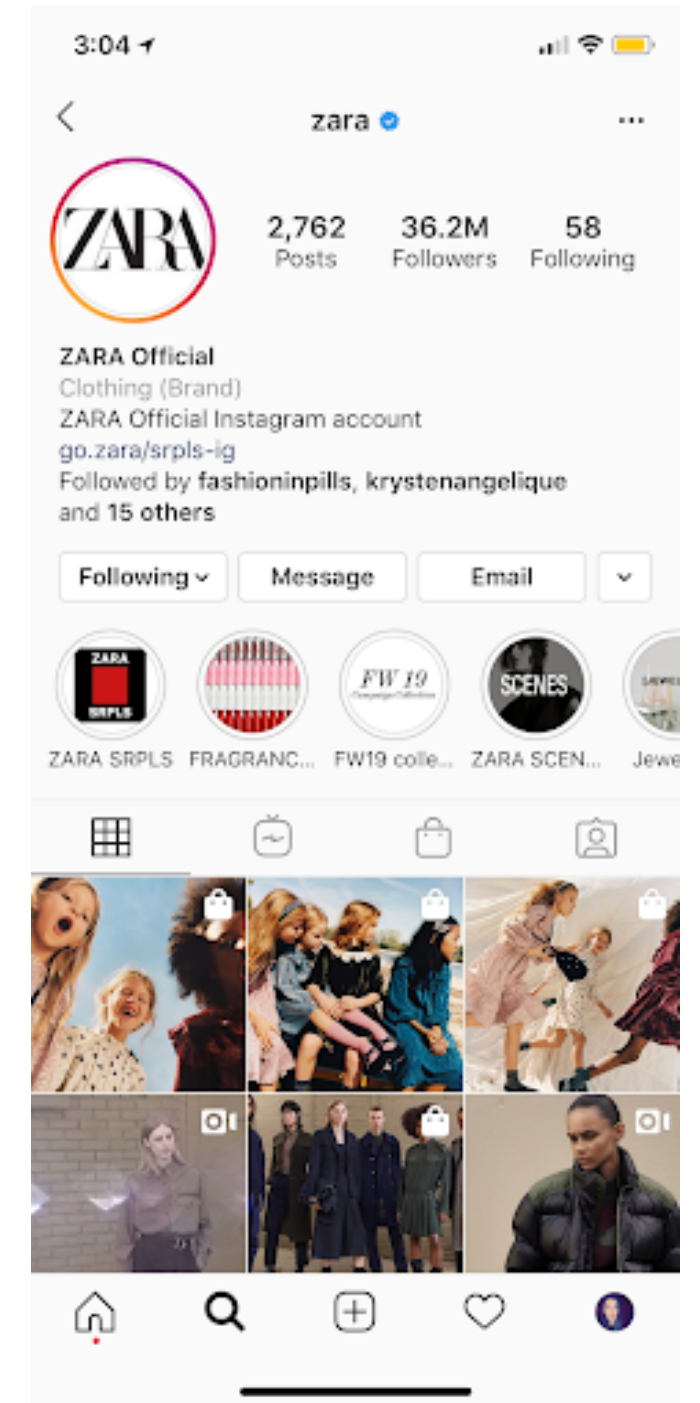 3:04
zara
ZARA
2,762
Posts
36.2M
Followers
58
Following
ZARA Official
Clothing (Brand)
ZARA Official Instagram account
go.zara/srpls-ig
Followed by fashioninpills, krystenangelique
and 15 others
Following
Message
Email
ZARA
SRPLS
FW 19
Campaign Collection
SCENES
ZARA SRPLS
FRAGRANC...
FW19 colle...
ZARA SCEN...
Jewe